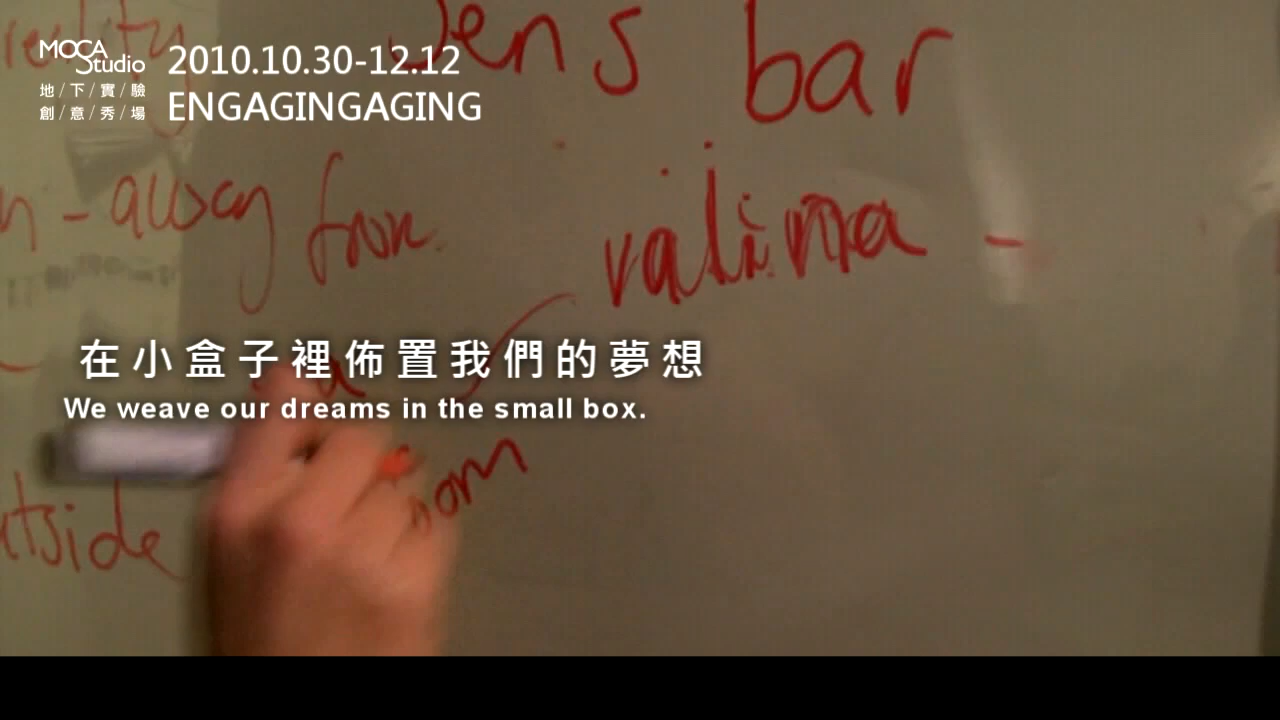 MOCA
Studio
地/下/實/驗
創/意/秀/場
2010.10.30-12.12
ENGAGINGAGING
bar
-away from
valima -
在小盒子裡佈置我們的夢想
We weave our dreams in the small box.